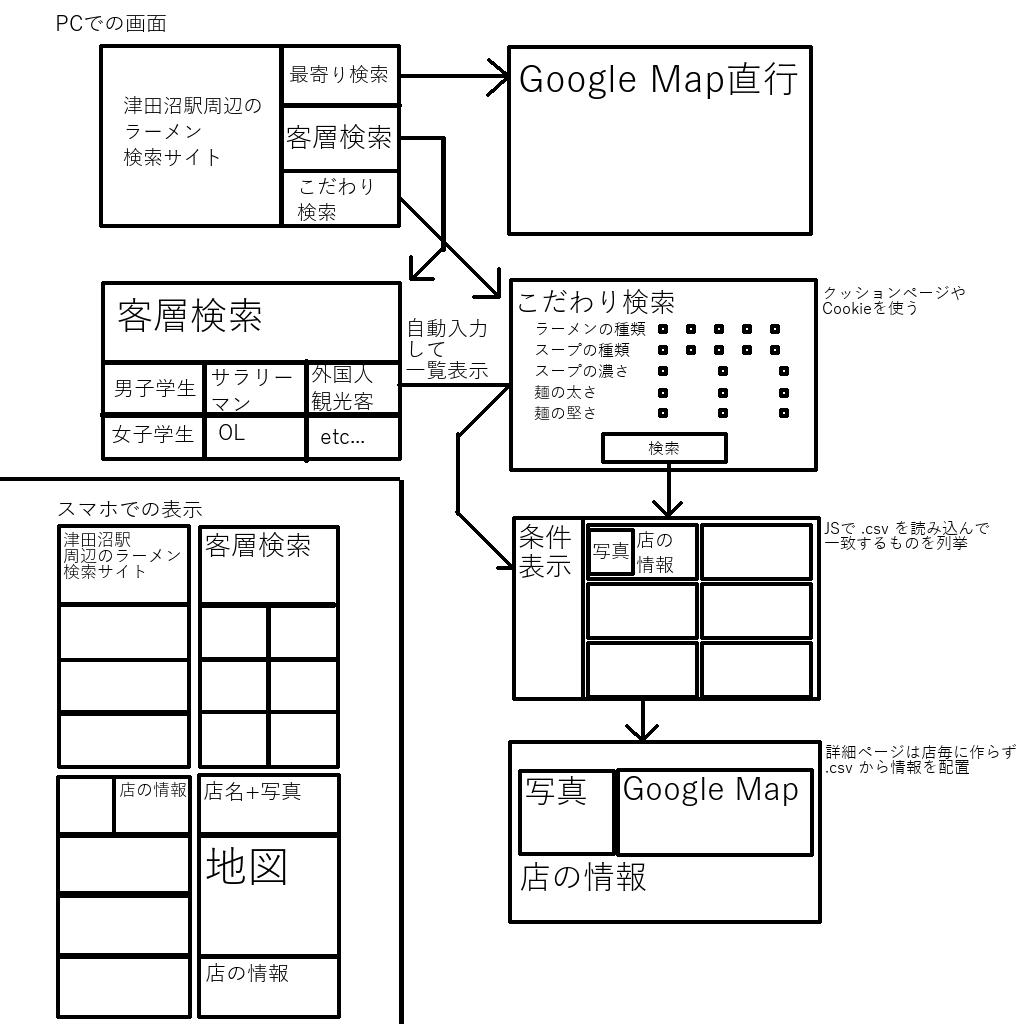 PCでの画面
津田沼駅周辺の
ラーメン
検索サイト
最寄り検索
客層検索
こだわり
検索
Google Map直行
客層検索
男子学生
サラリー
マン
外国人
観光客
女子学生
OL
etc...
自動入力
して
一覧表示
こだわり検索
ラーメンの種類
スープの種類
スープの濃さ
麺の太さ
麺の堅さ
検索
クッションページや
Cookieを使う
条件
表示
写真
店の
情報
JSで .csv を読み込んで
一致するものを列挙
写真
Google Map
店の情報
詳細ページは店毎に作らず
.csv から情報を配置
スマホでの表示
津田沼駅
周辺のラーメン
検索サイト
客層検索
店の情報
店名+写真
地図
店の情報